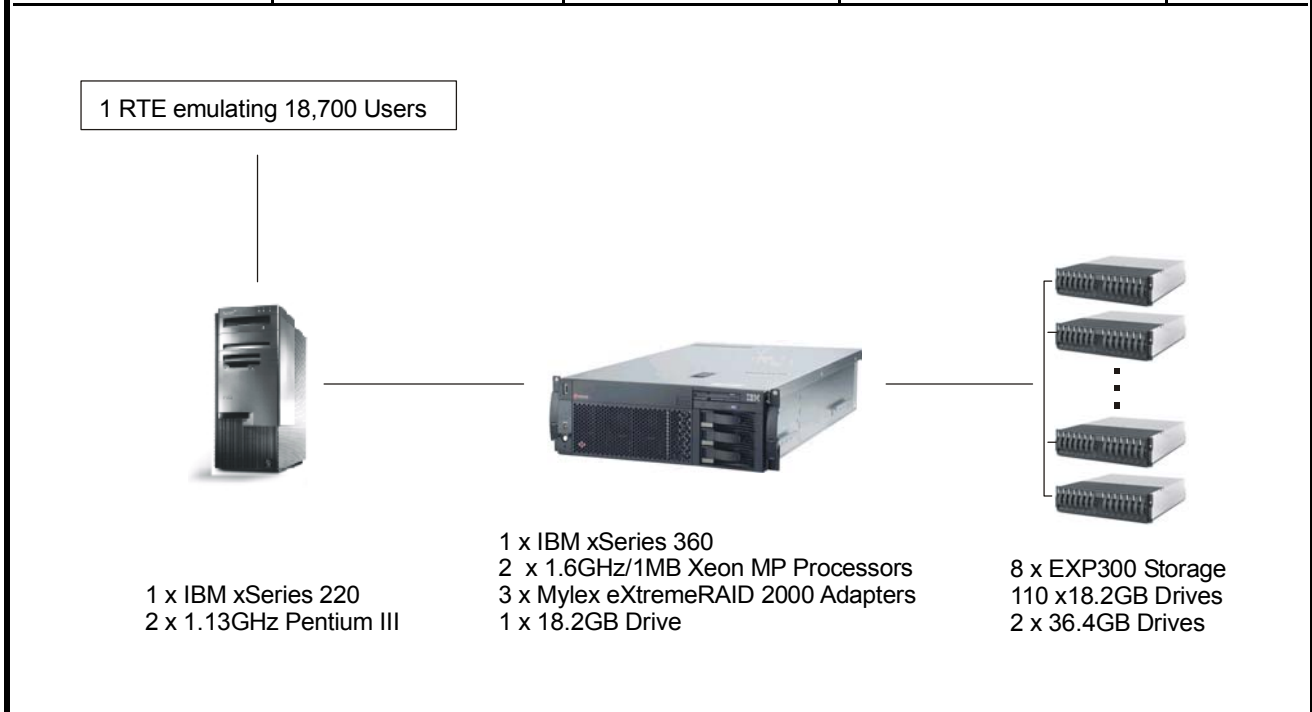 1 RTE emulating 18,700 Users
IBM
1 x IBM xSeries 220
2 x 1.13GHz Pentium III
1 x IBM xSeries 360
2 x 1.6GHz/1MB Xeon MP Processors
3 x Mylex eXtremeRAID 2000 Adapters
1 x 18.2GB Drive
8 x EXP300 Storage
110 x18.2GB Drives
2 x 36.4GB Drives